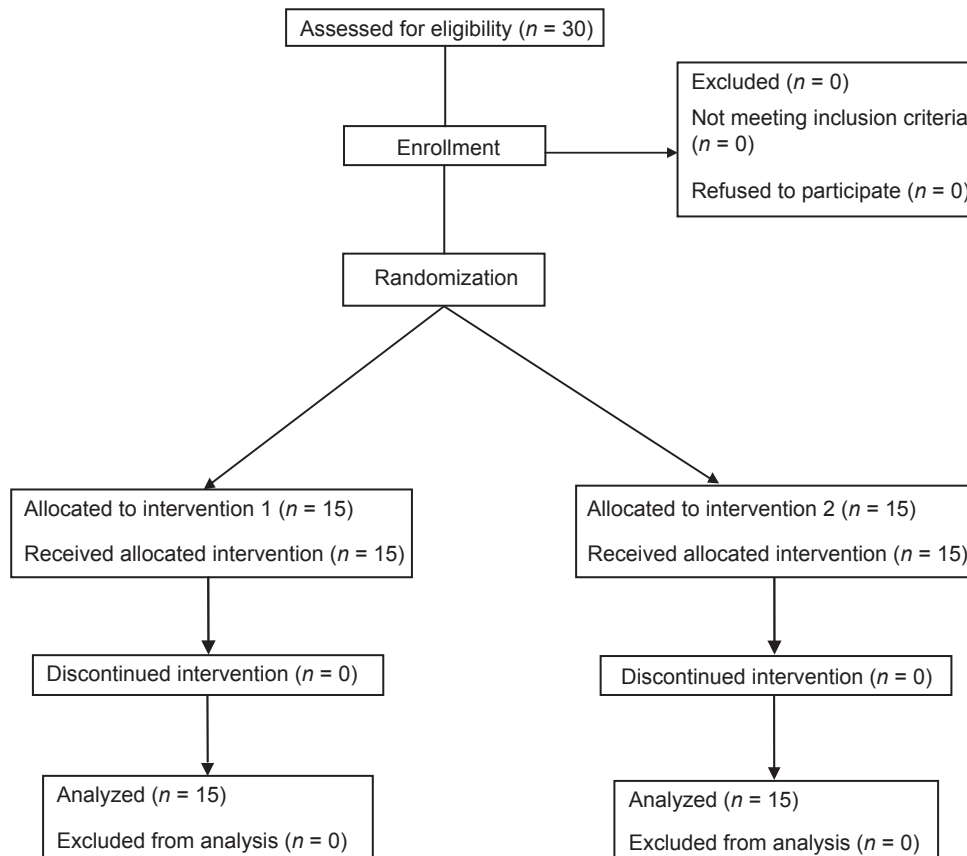 Assessed for eligibility (n = 30)
Excluded (n = 0)
Not meeting inclusion criteria
(n = 0)
Refused to participate (n = 0)
Enrollment
Randomization
Allocated to intervention 1 (n = 15)
Received allocated intervention (n = 15)
Allocated to intervention 2 (n = 15)
Received allocated intervention (n = 15)
Discontinued intervention (n = 0)
Discontinued intervention (n = 0)
Analyzed (n = 15)
Excluded from analysis (n = 0)
Analyzed (n = 15)
Excluded from analysis (n = 0)